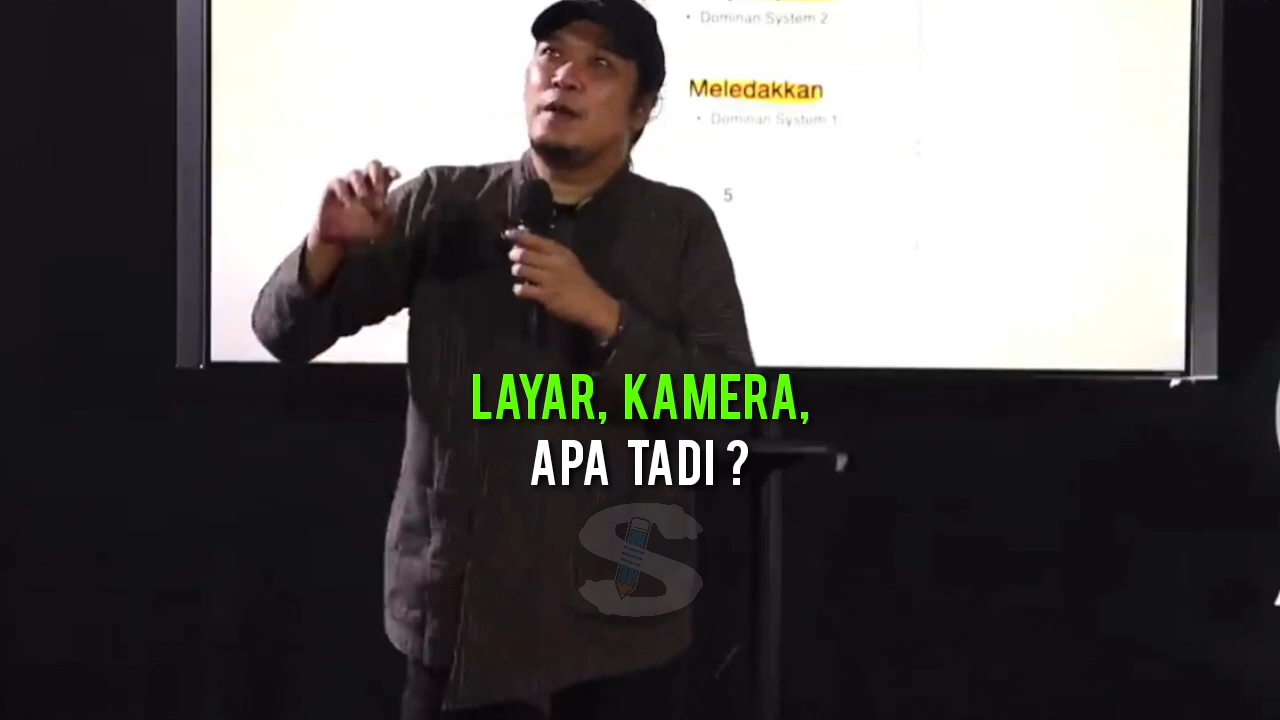 • Dominan System 2
Meledakkan
• Dominan System 1
5
LAYAR, KAMERA,
APA TADI ?
S